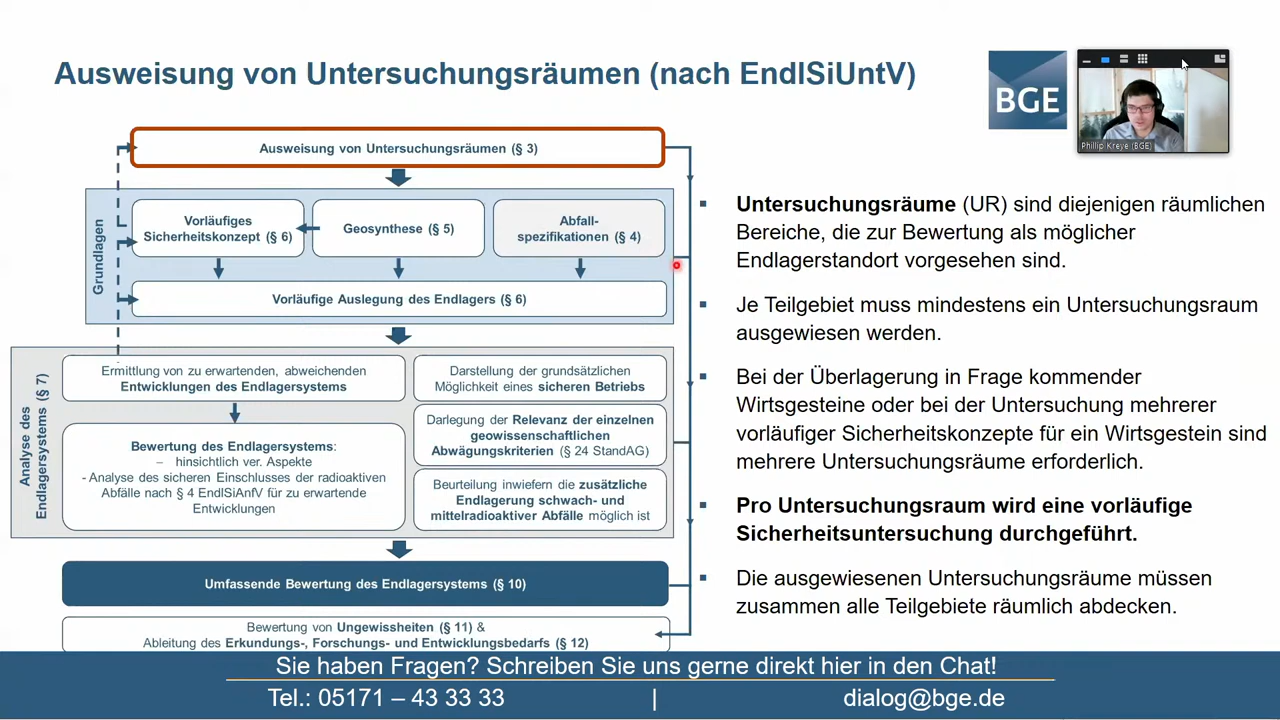 Ausweisung von Untersuchungsräumen (nach EndlSiUntV)
BGE
Phillip Kreye (BGE)
Ausweisung von Untersuchungsräumen (§ 3)
Grundlagen
Vorläufiges
Sicherheitskonzept (§ 6)
Geosynthese (§ 5)
Abfall-
spezifikationen (§ 4)
Vorläufige Auslegung des Endlagers (§ 6)
Analyse des
Endlagersystems (§ 7)
Ermittlung von zu erwartenden, abweichenden
Entwicklungen des Endlagersystems
Bewertung des Endlagersystems:
– hinsichtlich ver. Aspekte
- Analyse des sicheren Einschlusses der radioaktiven
Abfälle nach § 4 EndlSiAnfV für zu erwartende
Entwicklungen
Darstellung der grundsätzlichen
Möglichkeit eines sicheren Betriebs
Darlegung der Relevanz der einzelnen
geowissenschaftlichen
Abwägungskriterien (§ 24 StandAG)
Beurteilung inwiefern die zusätzliche
Endlagerung schwach- und
mittelradioaktiver Abfälle möglich ist
Umfassende Bewertung des Endlagersystems (§ 10)
Bewertung von Ungewissheiten (§ 11) &
Ableitung des Erkundungs-, Forschungs- und Entwicklungsbedarfs (§ 12)
▪ Untersuchungsräume (UR) sind diejenigen räumlichen
Bereiche, die zur Bewertung als möglicher
Endlagerstandort vorgesehen sind.
▪ Je Teilgebiet muss mindestens ein Untersuchungsraum
ausgewiesen werden.
▪ Bei der Überlagerung in Frage kommender
Wirtsgesteine oder bei der Untersuchung mehrerer
vorläufiger Sicherheitskonzepte für ein Wirtsgestein sind
mehrere Untersuchungsräume erforderlich.
▪ Pro Untersuchungsraum wird eine vorläufige
Sicherheitsuntersuchung durchgeführt.
▪ Die ausgewiesenen Untersuchungsräume müssen
zusammen alle Teilgebiete räumlich abdecken.
Sie haben Fragen? Schreiben Sie uns gerne direkt hier in den Chat!
Tel.: 05171 – 43 33 33 | dialog@bge.de